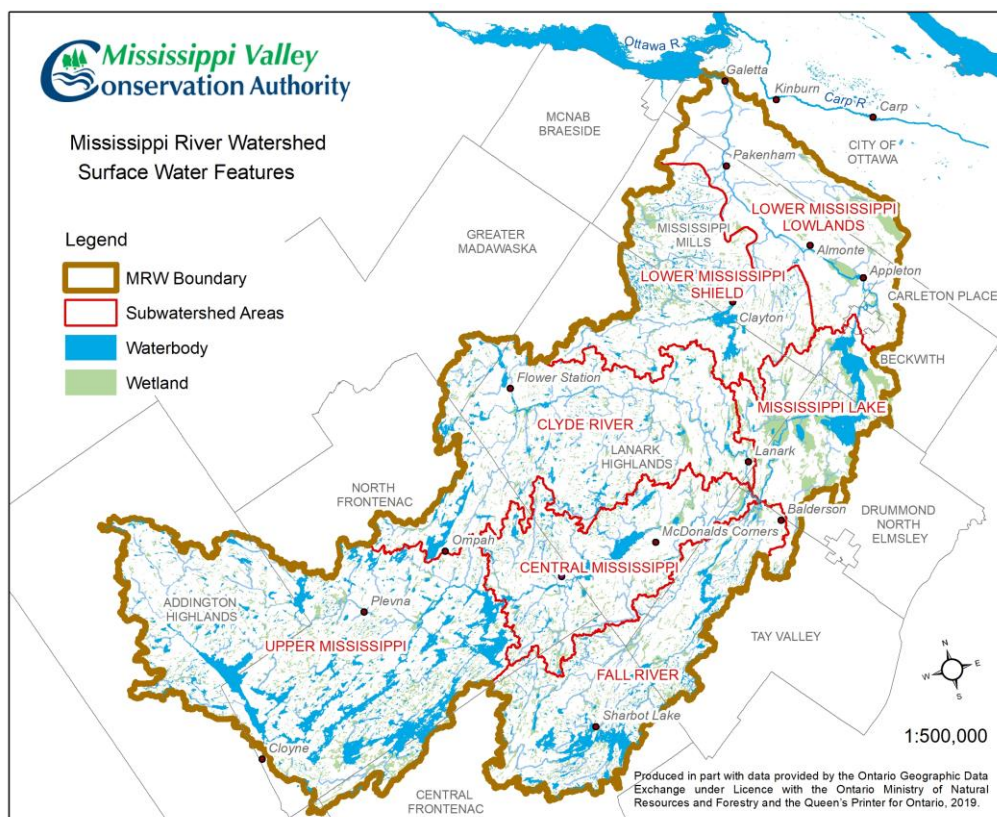 Mississippi Valley
Conservation Authority
Mississippi River Watershed
Surface Water Features
Legend
MRW Boundary
Subwatershed Areas
Waterbody
Wetland
Ottawa R.
Galetta
Kinburn
Carp R
Carp
MCNAB
BRAESIDE
CITY OF
OTTAWA
Pakenham
LOWER MISSISSIPPI
LOWLANDS
MISSISSIPPI
MILLS
GREATER
MADAWASKA
Almonte
Appleton
LOWER MISSISSIPPI
SHIELD
CARLETON PLACE
Clayton
BECKWITH
Flower Station
MISSISSIPPI LAKE
CLYDE RIVER
LANARK
HIGHLANDS
Lanark
NORTH
FRONTENAC
Balderson
DRUMMOND
NORTH
ELMSLEY
McDonalds Corners
Ompah
CENTRAL MISSISSIPPI
ADDINGTON
HIGHLANDS
Plevna
UPPER MISSISSIPPI
TAY VALLEY
FALL RIVER
Sharbot Lake
Cloyne
CENTRAL
FRONTENAC
N
W
E
S
1:500,000
Produced in part with data provided by the Ontario Geographic Data
Exchange under Licence with the Ontario Ministry of Natural
Resources and Forestry and the Queen's Printer for Ontario, 2019.